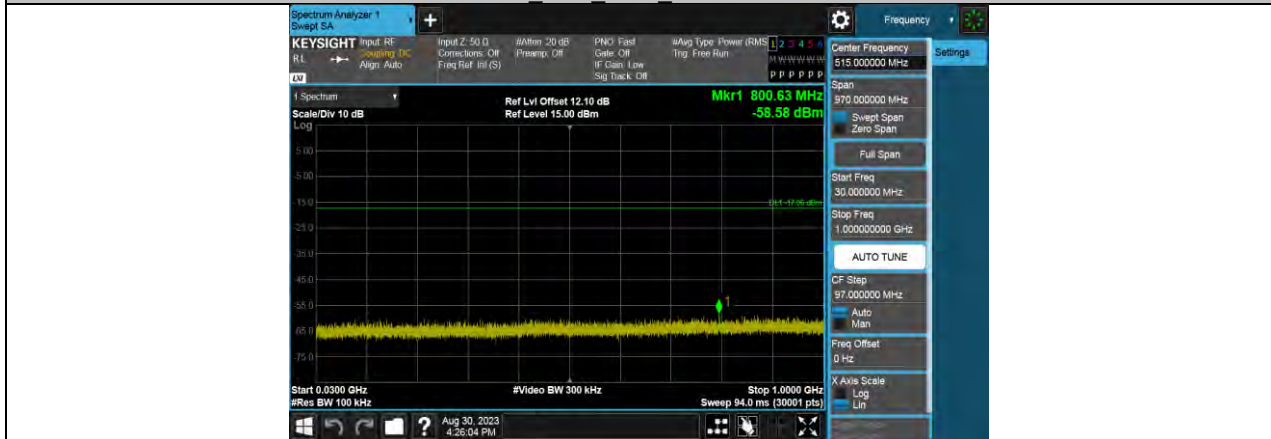 Spectrum Analyzer 1
Swept SA
+
Frequency
KEYSIGHT
RL
LXI
Input: RF
Coupling: DC
Align: Auto
Input Z: 50 Ω
Corrections: Off
Freq Ref: Int (S)
#Atten: 20 dB
Preamp: Off
PNO: Fast
Gate: Off
IF Gain: Low
Sig Track: Off
#Avg Type: Power (RMS
Trig: Free Run
1 2 3 4 5 6
M W W W W W
P P P P P P
1 Spectrum
Scale/Div 10 dB
Log
Ref Lvl Offset 12.10 dB
Ref Level 15.00 dBm
Mkr1 800.63 MHz
-58.58 dBm
5.00
-5.00
-15.0
-25.0
-35.0
-45.0
-55.0
-65.0
-75.0
1
Start 0.0300 GHz
#Res BW 100 kHz
#Video BW 300 kHz
Stop 1.0000 GHz
Sweep 94.0 ms (30001 pts)
Center Frequency
515.000000 MHz
Settings
Span
970.000000 MHz
Swept Span
Zero Span
Full Span
Start Freq
30.000000 MHz
Stop Freq
1.000000000 GHz
AUTO TUNE
CF Step
97.000000 MHz
Auto
Man
Freq Offset
0 Hz
X Axis Scale
Log
Lin
?
Aug 30, 2023
4:26:04 PM